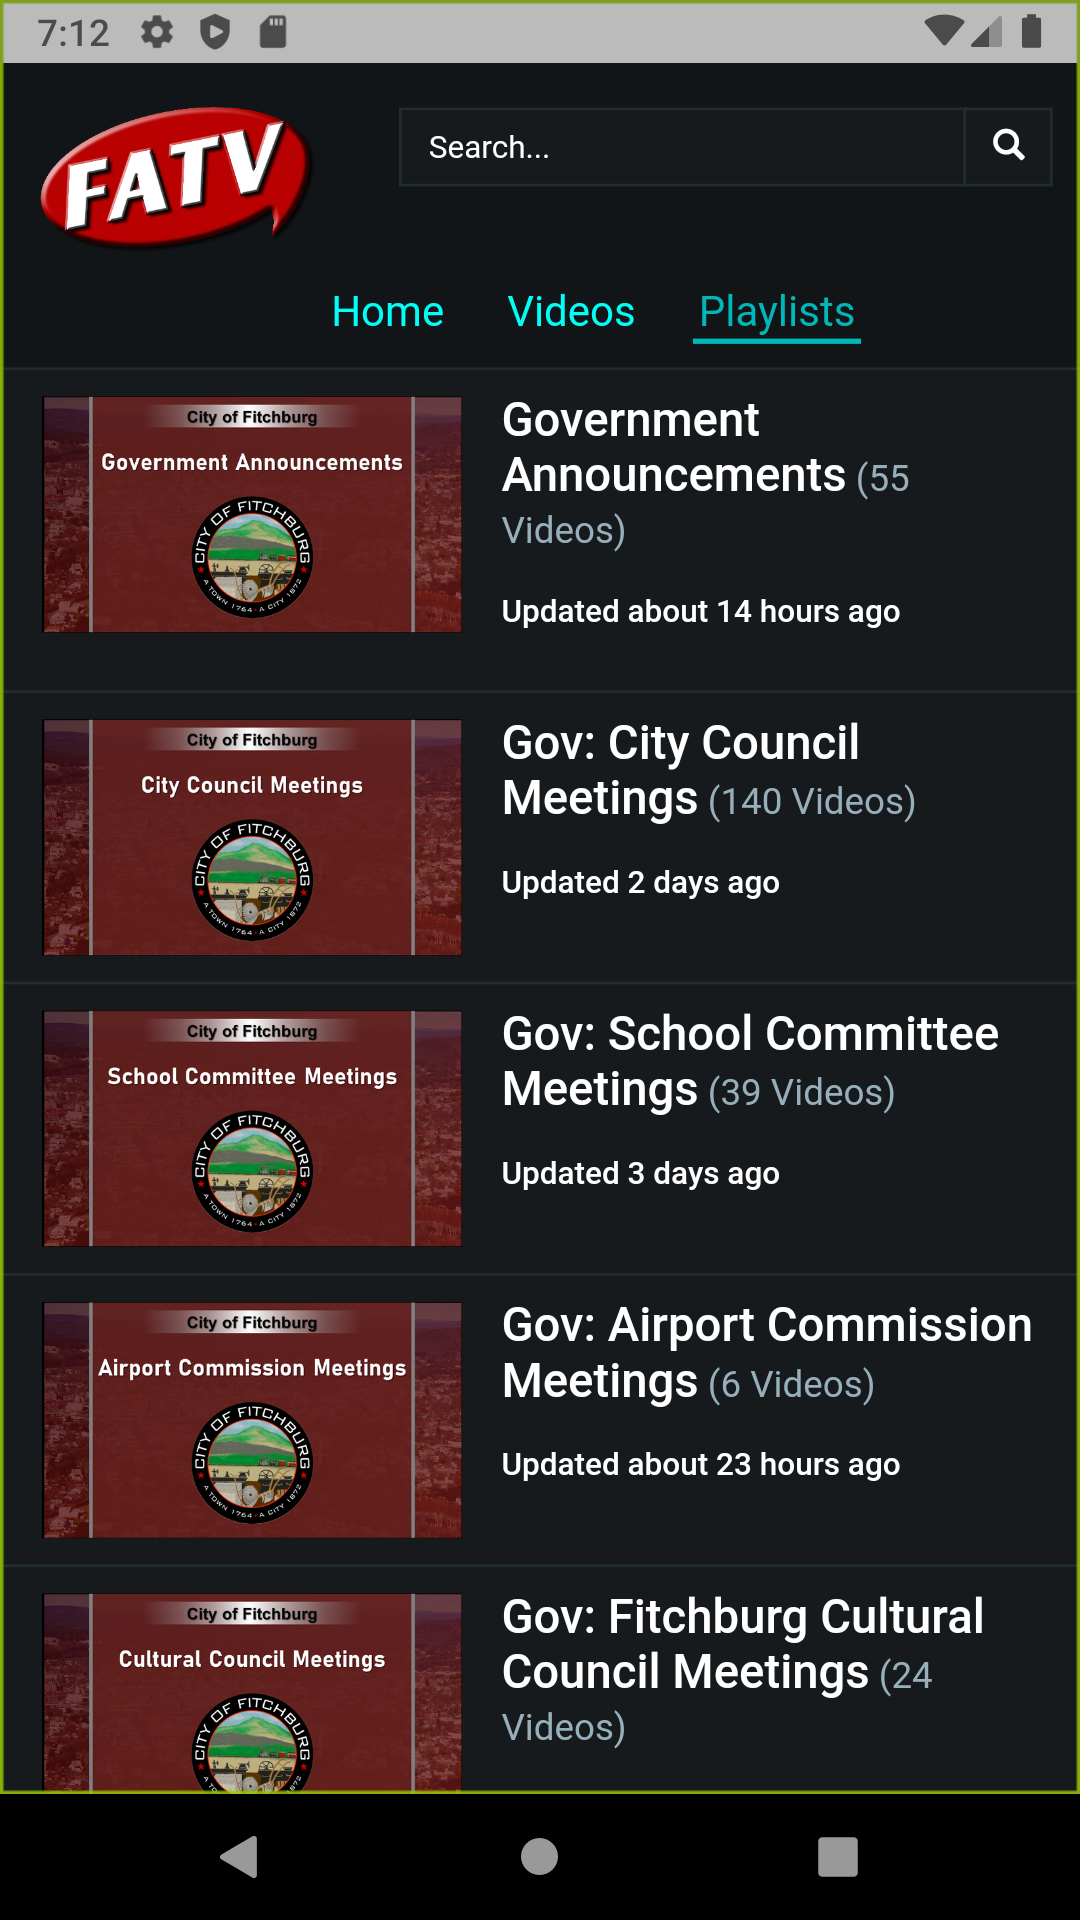 7:12
FATV
Search...
Home Videos Playlists
City of Fitchburg
Government Announcements
CITY OF FITCHBURG
A TOWN 1764 - A CITY 1872
Government
Announcements (55
Videos)
Updated about 14 hours ago
City of Fitchburg
City Council Meetings
CITY OF FITCHBURG
A TOWN 1764 - A CITY 1872
Gov: City Council
Meetings (140 Videos)
Updated 2 days ago
City of Fitchburg
School Committee Meetings
CITY OF FITCHBURG
A TOWN 1764 - A CITY 1872
Gov: School Committee
Meetings (39 Videos)
Updated 3 days ago
City of Fitchburg
Airport Commission Meetings
CITY OF FITCHBURG
A TOWN 1764 - A CITY 1872
Gov: Airport Commission
Meetings (6 Videos)
Updated about 23 hours ago
City of Fitchburg
Cultural Council Meetings
CITY OF FITCHBURG
Gov: Fitchburg Cultural
Council Meetings (24
Videos)